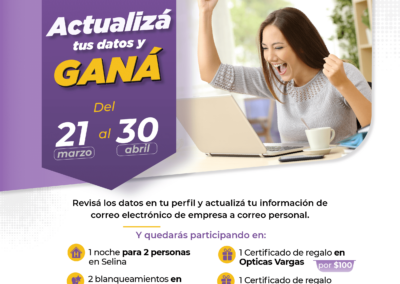 Actualizá
tus datos y
GANÁ
Del
21 al 30
marzo abril
Revisá los datos en tu perfil y actualizá tu información de
correo electrónico de empresa a correo personal.
Y quedarás participando en:
1 noche para 2 personas
en Selina
1 Certificado de regalo en
Opticas Vargas por $100
2 blanqueamientos en
1 Certificado de regalo